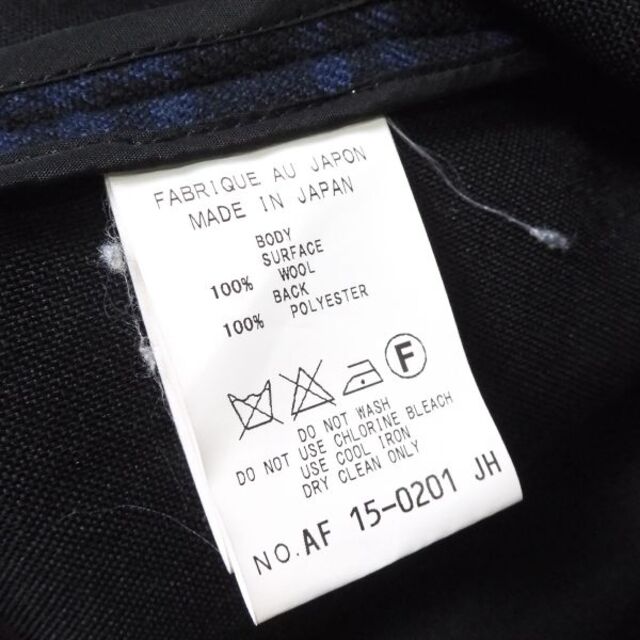 FABRIQUE AU JAPON
MADE IN JAPAN
BODY
SURFACE
100% WOOL
BACK
100% POLYESTER
F
DO NOT WASH
DO NOT USE CHLORINE BLEACH
USE COOL IRON
DRY CLEAN ONLY
NO. AF 15-0201 JH